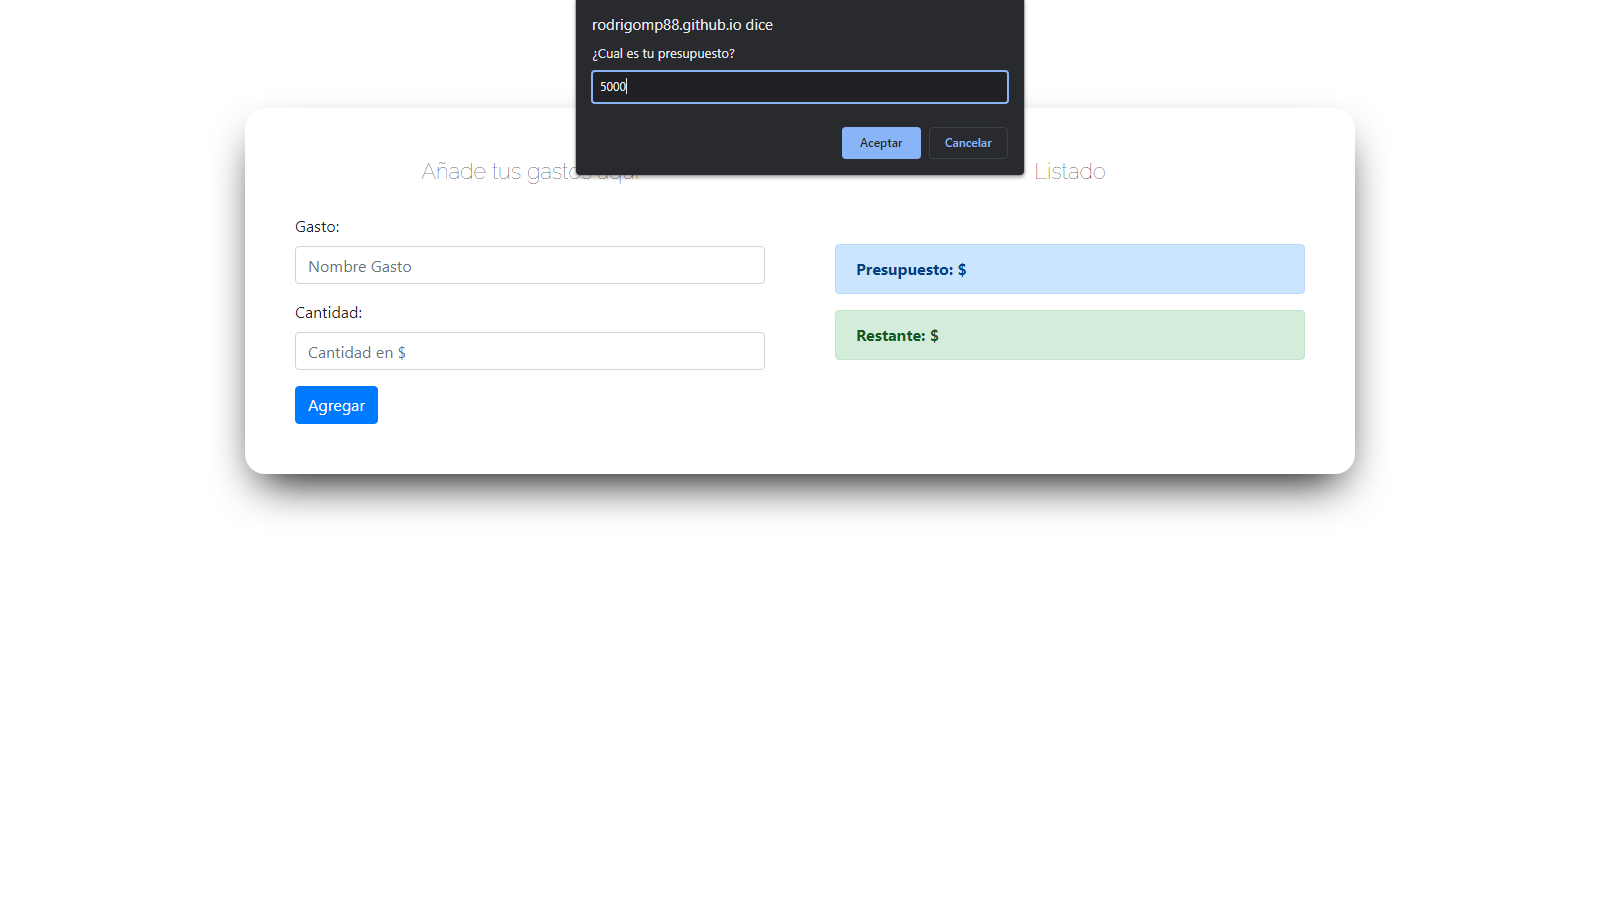 rodrigomp88.github.io dice
¿Cual es tu presupuesto?
5000
Aceptar
Cancelar
Añade tus gastos aquí
Gasto:
Nombre Gasto
Cantidad:
Cantidad en $
Agregar
Listado
Presupuesto: $
Restante: $